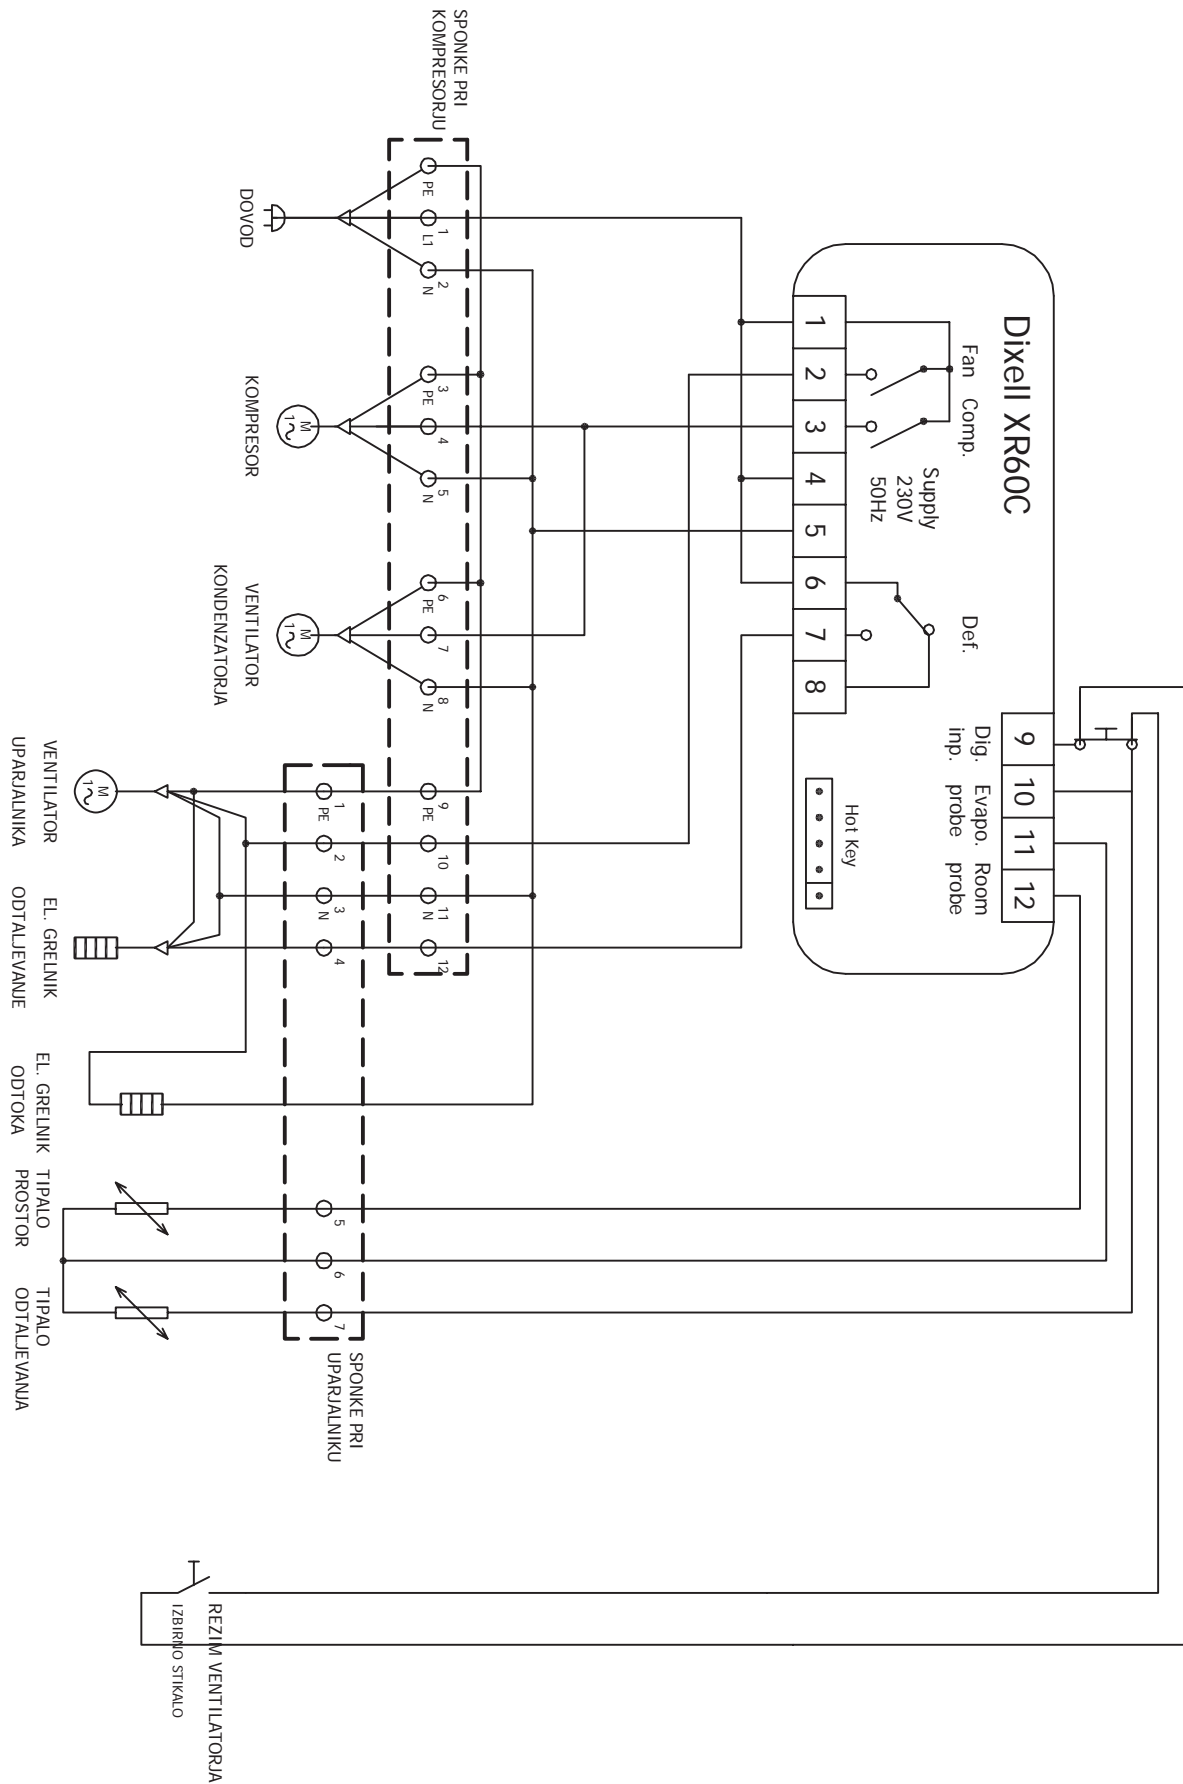 Dixell XR60C
Fan Comp.
Supply
230V
50Hz
Def.
Dig.
inp.
Evapo.
probe
Room
probe
Hot Key
1 2 3 4 5 6 7 8
9 10 11 12
SPONKE PRI
KOMPRESORJU
PE
1 L1
2 N
3 PE
4
5 N
6 PE
7
8 N
9 PE
10
11 N
12
DOVOD
M
1
KOMPRESOR
M
1
VENTILATOR
KONDENZATORJA
1 PE
2
3 N
4
5
6
7
SPONKE PRI
UPARJALNIKU
M
1
VENTILATOR
UPARJALNIKA
EL. GRELNIK
ODTALJEVANJE
EL. GRELNIK
ODTOKA
TIPALO
PROSTOR
TIPALO
ODTALJEVANJA
REZIM VENTILATORJA
IZBIRNO STIKALO